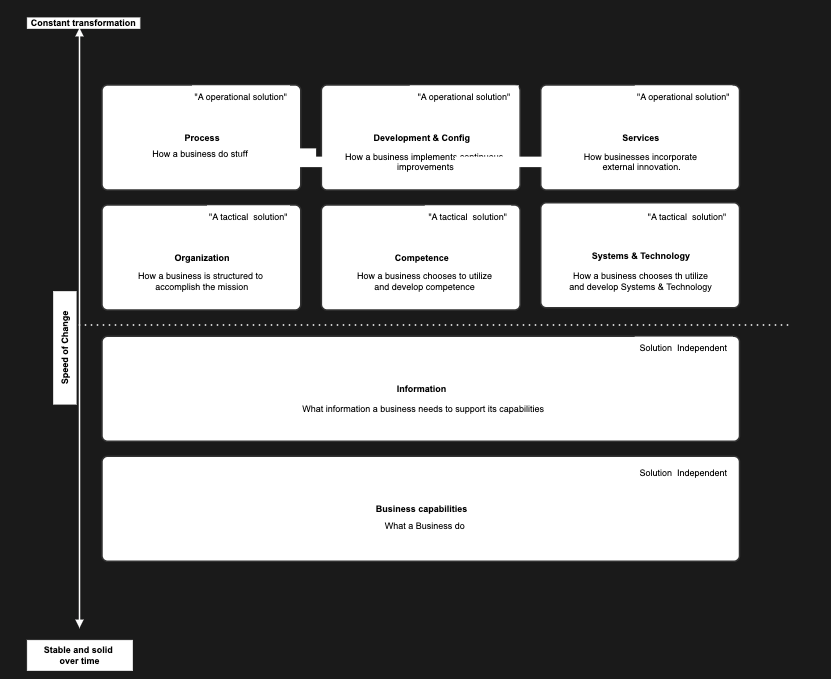 Constant transformation
"A operational solution"
Process
How a business do stuff
"A operational solution"
Development & Config
How a business implements continuous
improvements
"A operational solution"
Services
How businesses incorporate
external innovation.
"A tactical  solution"
Organization
How a business is structured to
accomplish the mission
"A tactical  solution"
Competence
How a business chooses to utilize
and develop competence
"A tactical  solution"
Systems & Technology
How a business chooses th utilize
and develop Systems & Technology
Speed of Change
Solution  Independent
Information
What information a business needs to support its capabilities
Solution  Independent
Business capabilities
What a Business do
Stable and solid
over time